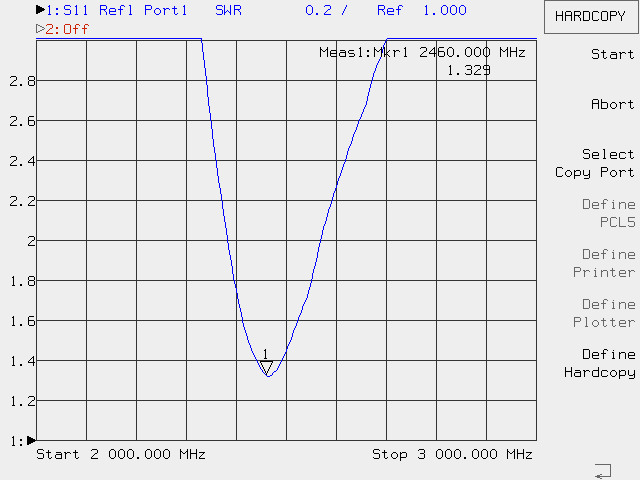 ▶1:S11 Refl Port1 SWR 0.2 / Ref 1.000
▷2:Off
Meas1:Mkr1 2460.000 MHz
1.329
2.8
2.6
2.4
2.2
2
1.8
1.6
1.4
1.2
1:
1
Start 2 000.000 MHz
Stop 3 000.000 MHz
HARDCOPY
Start
Abort
Select
Copy Port
Define
PCL5
Define
Printer
Define
Plotter
Define
Hardcopy